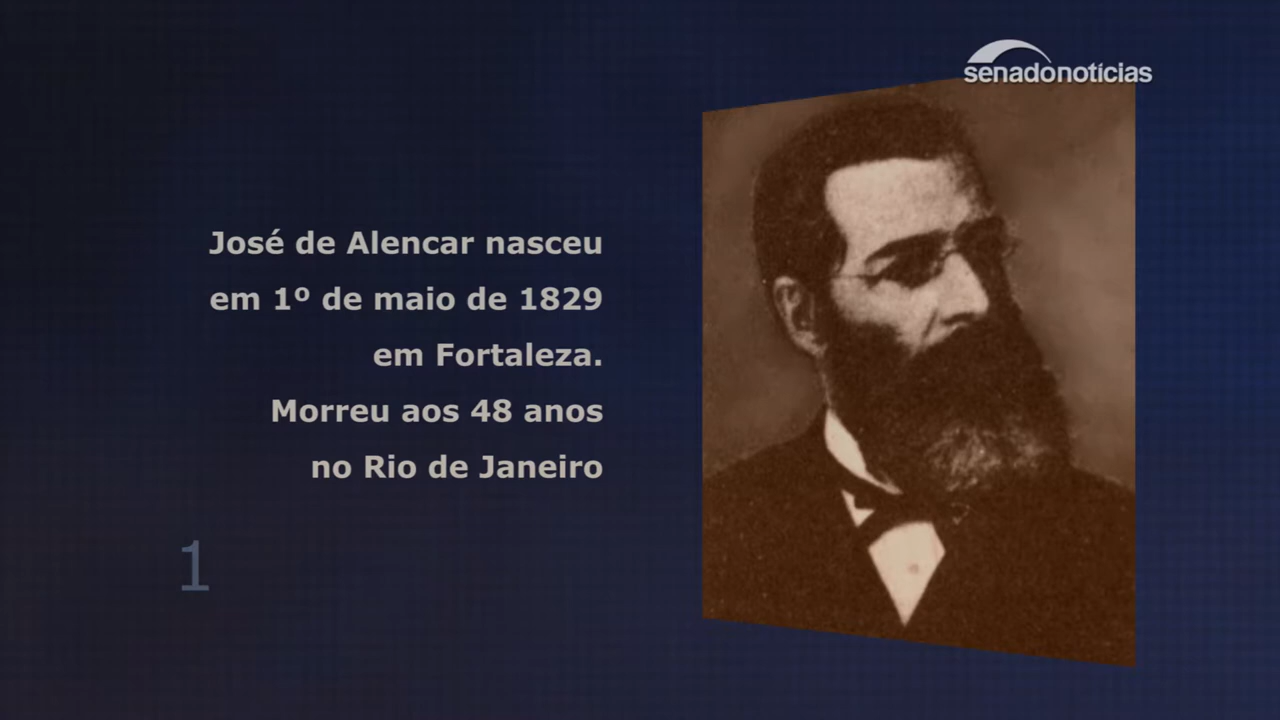 senadonotícias
José de Alencar nasceu
em 1º de maio de 1829
em Fortaleza.
Morreu aos 48 anos
no Rio de Janeiro
1